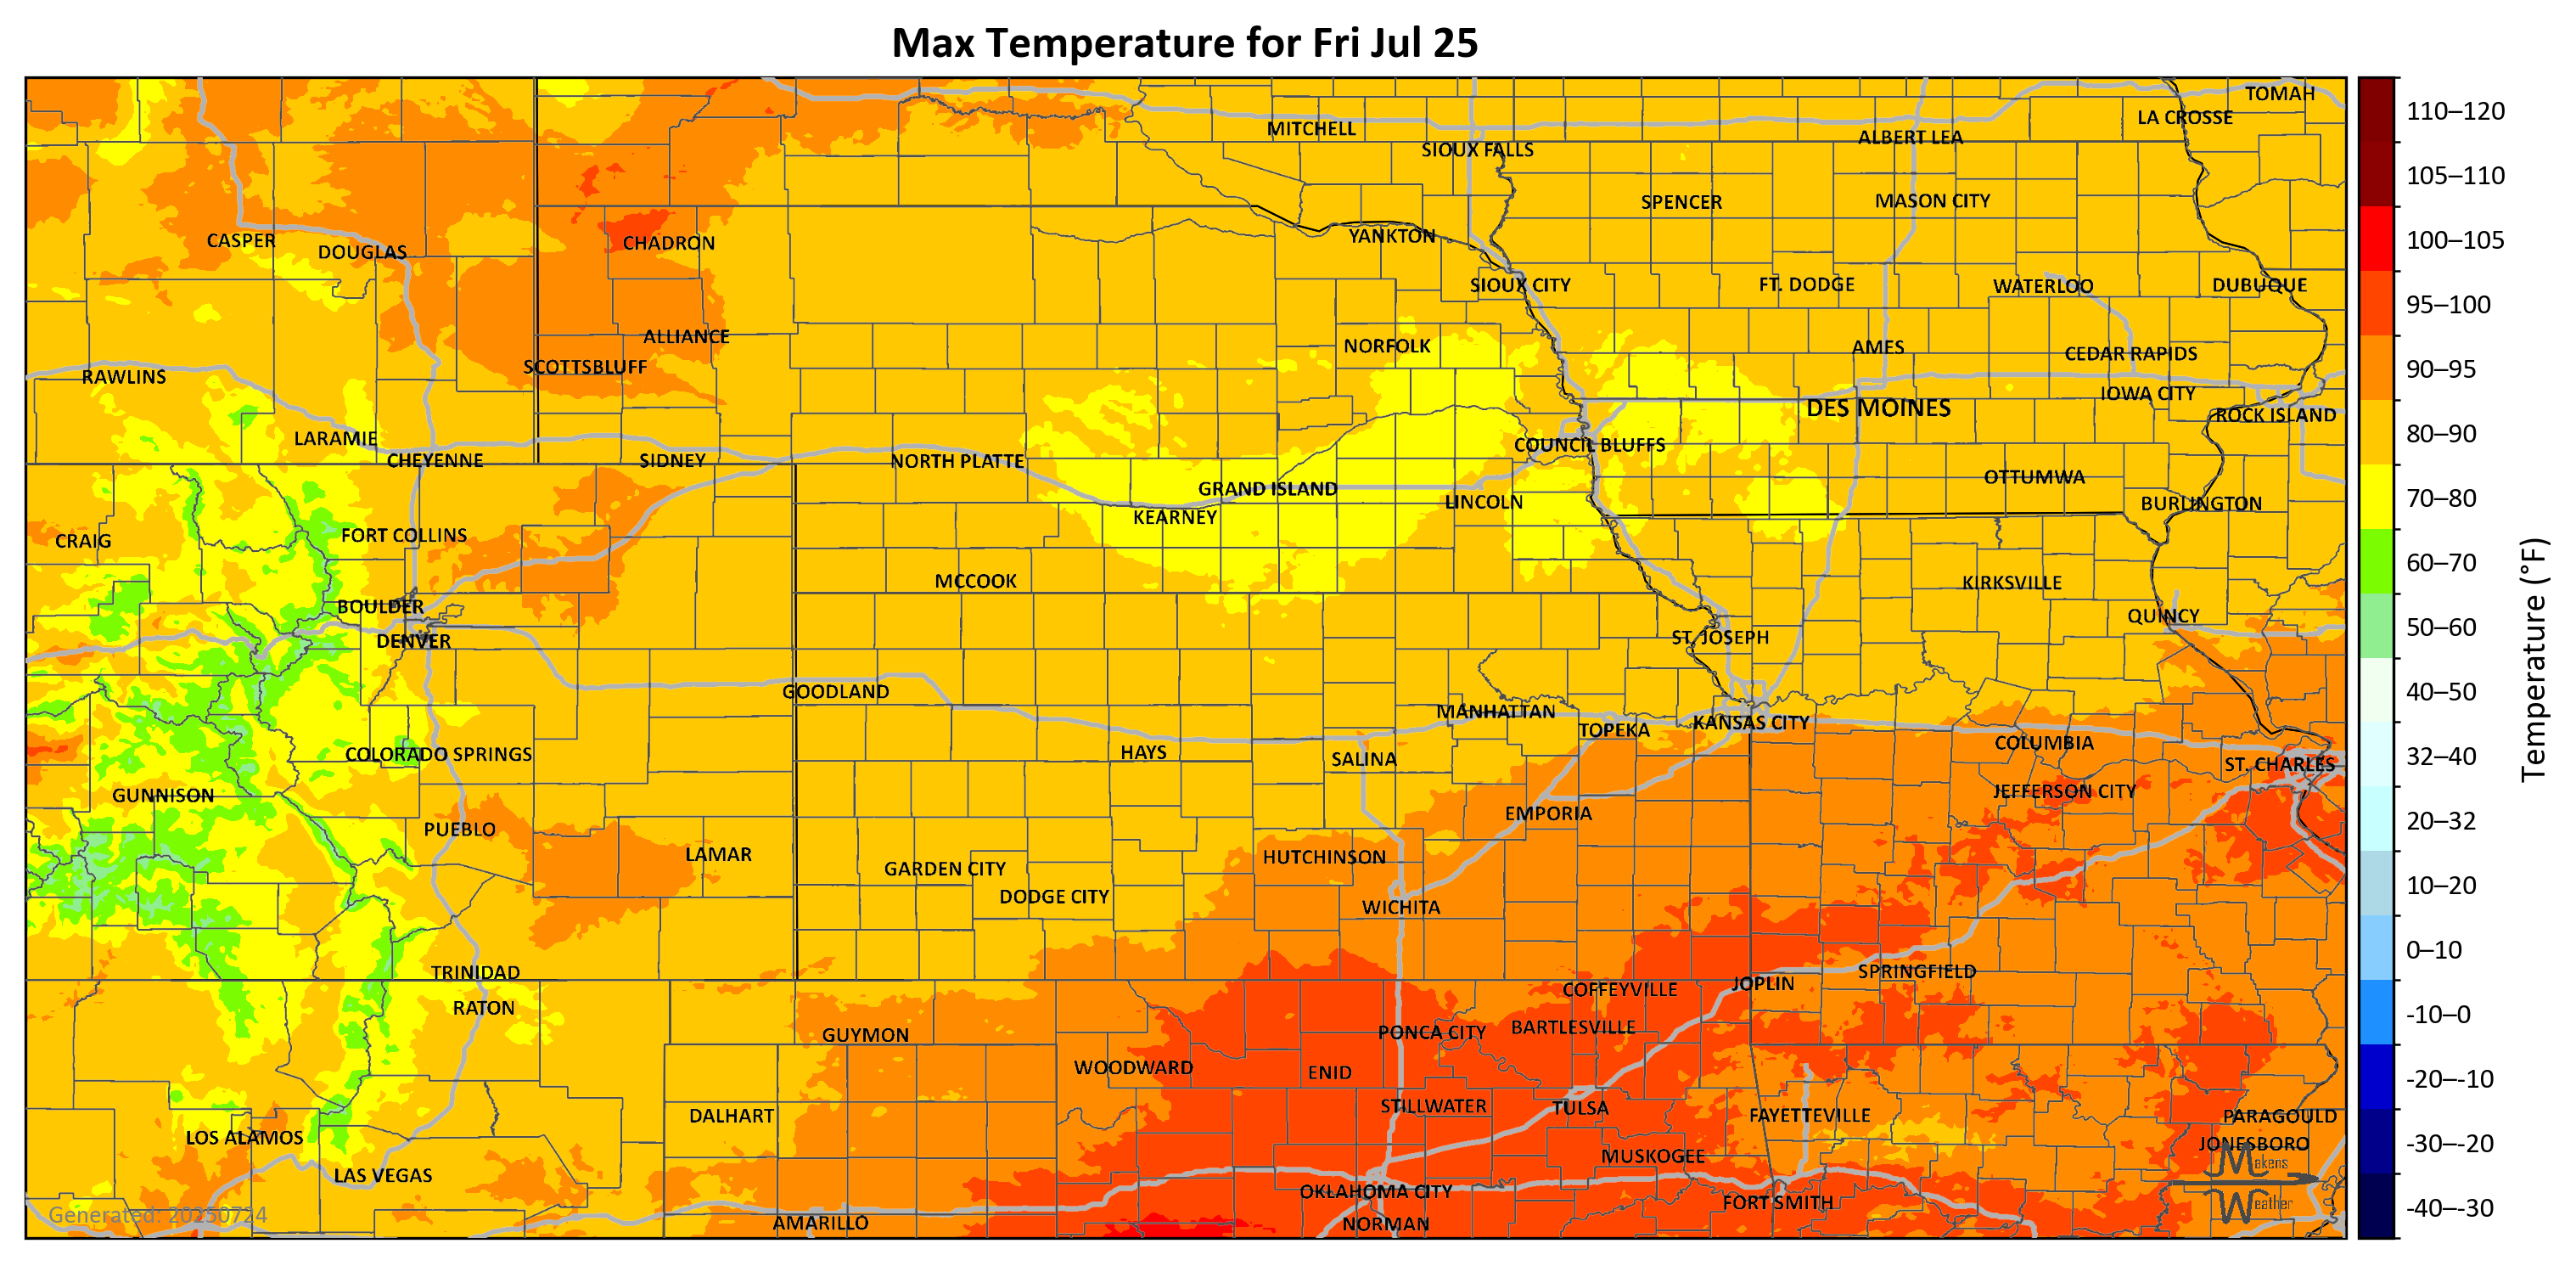 Max Temperature for Fri Jul 25
TOMAH
LA CROSSE
MITCHELL
ALBERT LEA
SIOUX FALLS
SPENCER
MASON CITY
YANKTON
CASPER
CHADRON
DOUGLAS
SIOUX CITY
FT. DODGE
WATERLOO
DUBUQUE
ALLIANCE
NORFOLK
AMES
CEDAR RAPIDS
SCOTTSBLUFF
RAWLINS
IOWA CITY
DES MOINES
ROCK ISLAND
LARAMIE
COUNCIL BLUFFS
CHEYENNE
SIDNEY
NORTH PLATTE
OTTUMWA
GRAND ISLAND
LINCOLN
BURLINGTON
KEARNEY
FORT COLLINS
CRAIG
MCCOOK
KIRKSVILLE
BOULDER
QUINCY
DENVER
ST. JOSEPH
GOODLAND
MANHATTAN
KANSAS CITY
TOPEKA
COLUMBIA
COLORADO SPRINGS
HAYS
SALINA
ST. CHARLES
GUNNISON
JEFFERSON CITY
EMPORIA
PUEBLO
LAMAR
HUTCHINSON
GARDEN CITY
DODGE CITY
WICHITA
TRINIDAD
SPRINGFIELD
JOPLIN
COFFEYVILLE
RATON
BARTLESVILLE
PONCA CITY
GUYMON
WOODWARD
ENID
STILLWATER
TULSA
DALHART
FAYETTEVILLE
PARAGOULD
LOS ALAMOS
JONESBORO
MUSKOGEE
LAS VEGAS
OKLAHOMA CITY
FORT SMITH
AMARILLO
NORMAN
Generated: 20250724
Makens
Weather
110–120
105–110
100–105
95–100
90–95
80–90
70–80
60–70
50–60
40–50
32–40
20–32
10–20
0–10
-10–0
-20–-10
-30–-20
-40–-30
Temperature (°F)